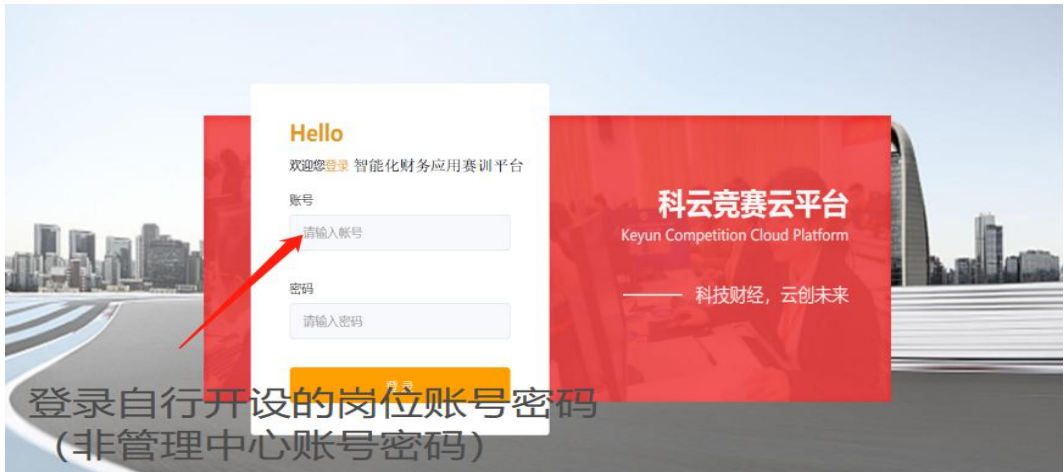 Hello
欢迎您登录 智能化财务应用赛训平台
账号
请输入帐号
密码
请输入密码
登 录
科云竞赛云平台
Keyun Competition Cloud Platform
科技财经，云创未来
登录自行开设的岗位账号密码
（非管理中心账号密码）